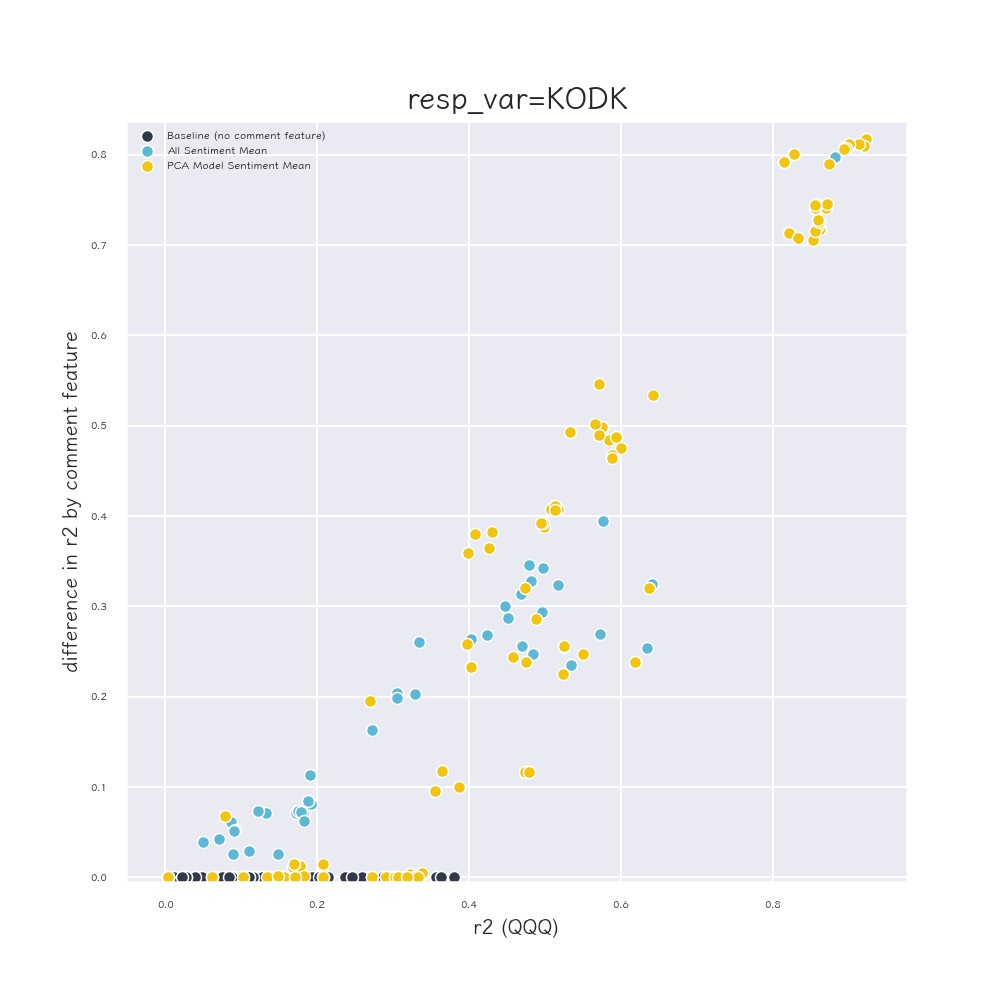 resp_var=KODK
Baseline (no comment feature)
All Sentiment Mean
PCA Model Sentiment Mean
difference in r2 by comment feature
0.8
0.7
0.6
0.5
0.4
0.3
0.2
0.1
0.0
0.0 0.2 0.4 0.6 0.8
r2 (QQQ)